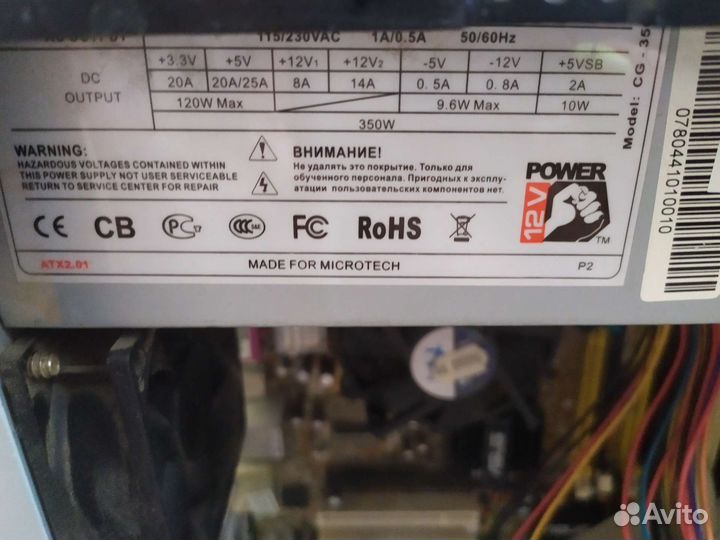 115/230VAC 1A/0.5A 50/60Hz
DC OUTPUT
+3.3V +5V +12V1 +12V2 -5V -12V +5VSB
20A 20A/25A 8A 14A 0.5A 0.8A 2A
120W Max 9.6W Max 10W
350W
WARNING:
HAZARDOUS VOLTAGES CONTAINED WITHIN
THIS POWER SUPPLY NOT USER SERVICEABLE
RETURN TO SERVICE CENTER FOR REPAIR
ВНИМАНИЕ!
Не удалять это покрытие. Только для
обученного персонала. Пригодных к эксплу-
атации пользовательских компонентов нет.
POWER
12V
TM
CE CB PC CCC FC RoHS
ATX2.01 MADE FOR MICROTECH P2
Model: CG-35
0780441010010
Avito